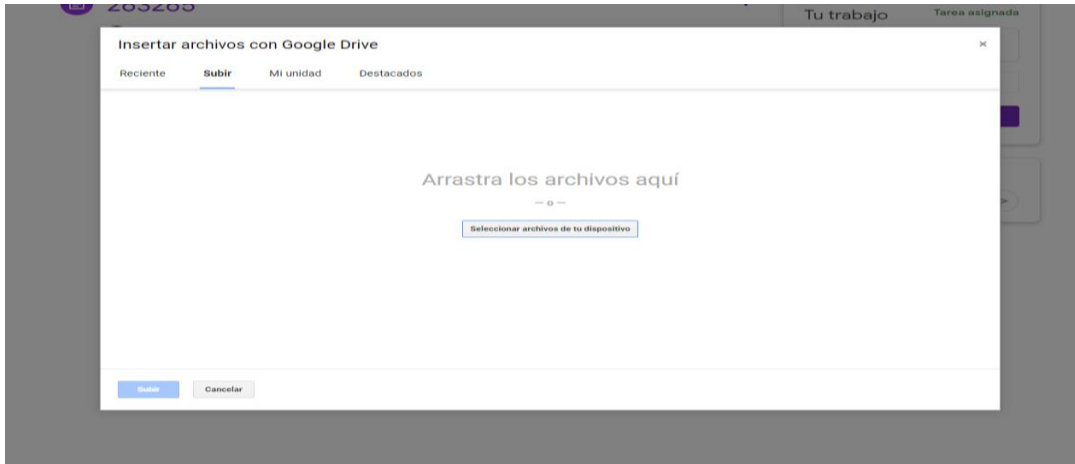 283285
Tu trabajo
Tarea asignada
Insertar archivos con Google Drive
×
Reciente Subir Mi unidad Destacados
Arrastra los archivos aquí
— o —
Seleccionar archivos de tu dispositivo
Subir Cancelar